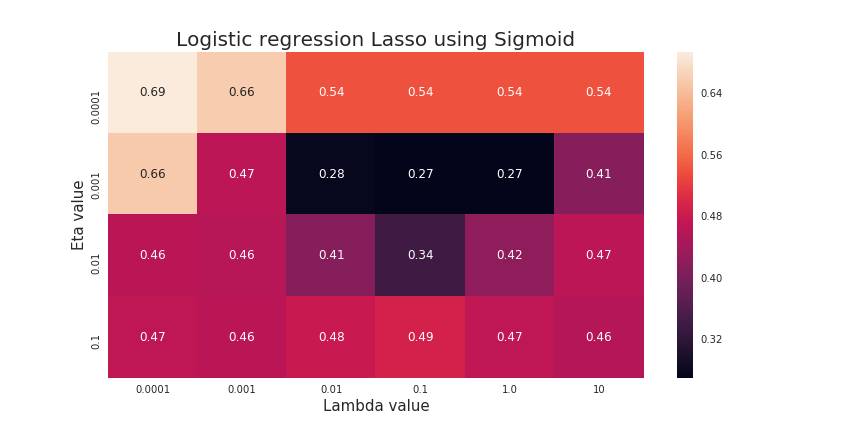 Logistic regression Lasso using Sigmoid
Eta value
0.0001 0.69 0.66 0.54 0.54 0.54 0.54
0.001 0.66 0.47 0.28 0.27 0.27 0.41
0.01 0.46 0.46 0.41 0.34 0.42 0.47
0.1 0.47 0.46 0.48 0.49 0.47 0.46
0.0001 0.001 0.01 0.1 1.0 10
Lambda value
0.64
0.56
0.48
0.40
0.32